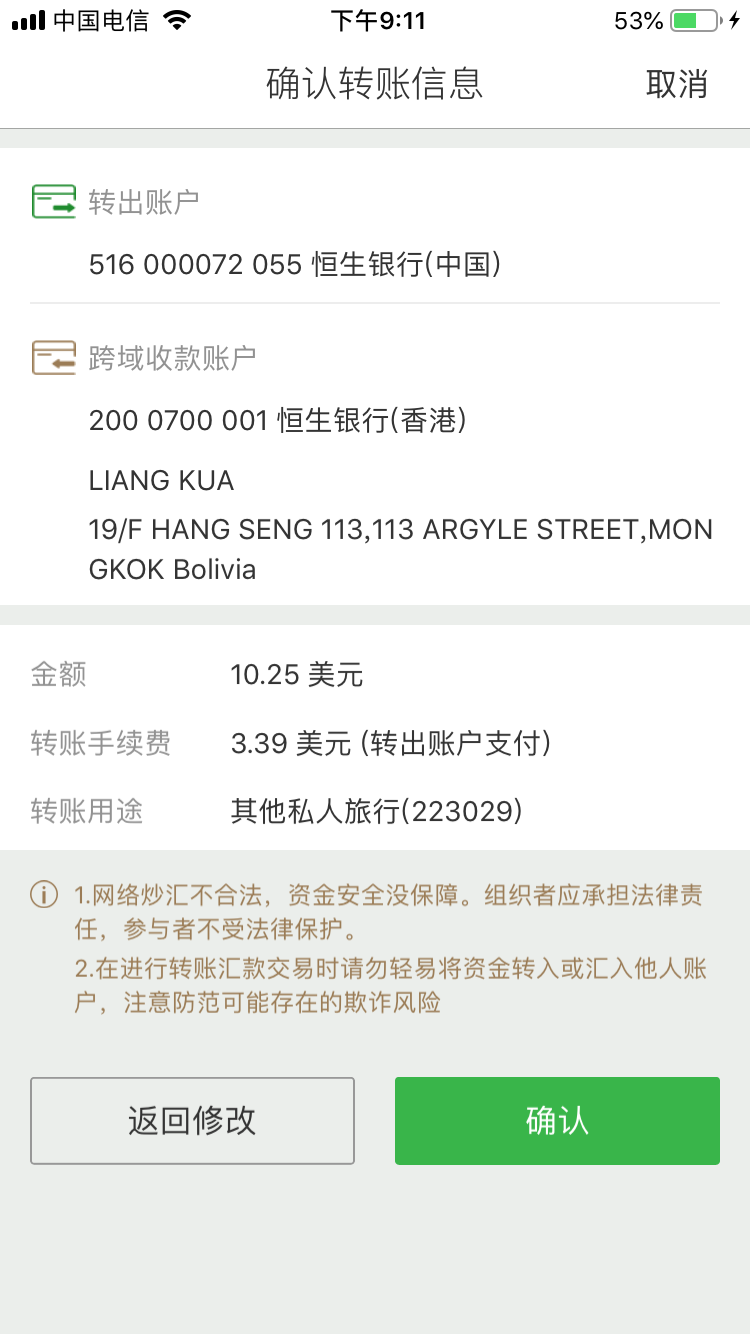 中国电信
下午9:11
53%
确认转账信息
取消
转出账户
516 000072 055 恒生银行(中国)
跨域收款账户
200 0700 001 恒生银行(香港)
LIANG KUA
19/F HANG SENG 113,113 ARGYLE STREET,MON
GKOK Bolivia
金额 10.25 美元
转账手续费 3.39 美元 (转出账户支付)
转账用途 其他私人旅行(223029)
1.网络炒汇不合法，资金安全没保障。组织者应承担法律责
任，参与者不受法律保护。
2.在进行转账汇款交易时请勿轻易将资金转入或汇入他人账
户，注意防范可能存在的欺诈风险
返回修改
确认